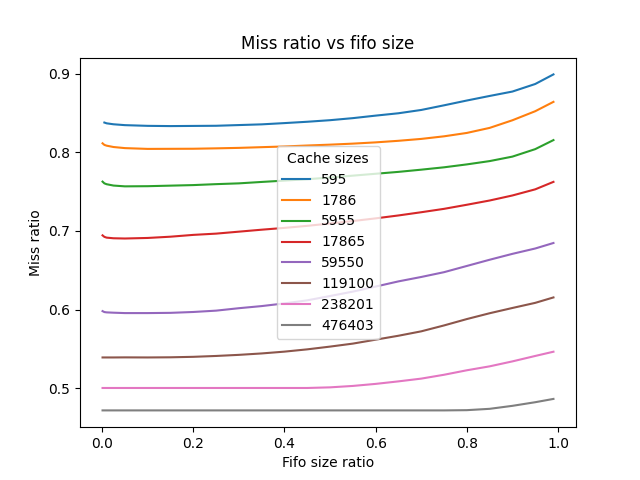 Miss ratio vs fifo size
0.9
0.8
0.7
0.6
0.5
Miss ratio
Cache sizes
595
1786
5955
17865
59550
119100
238201
476403
0.0 0.2 0.4 0.6 0.8 1.0
Fifo size ratio